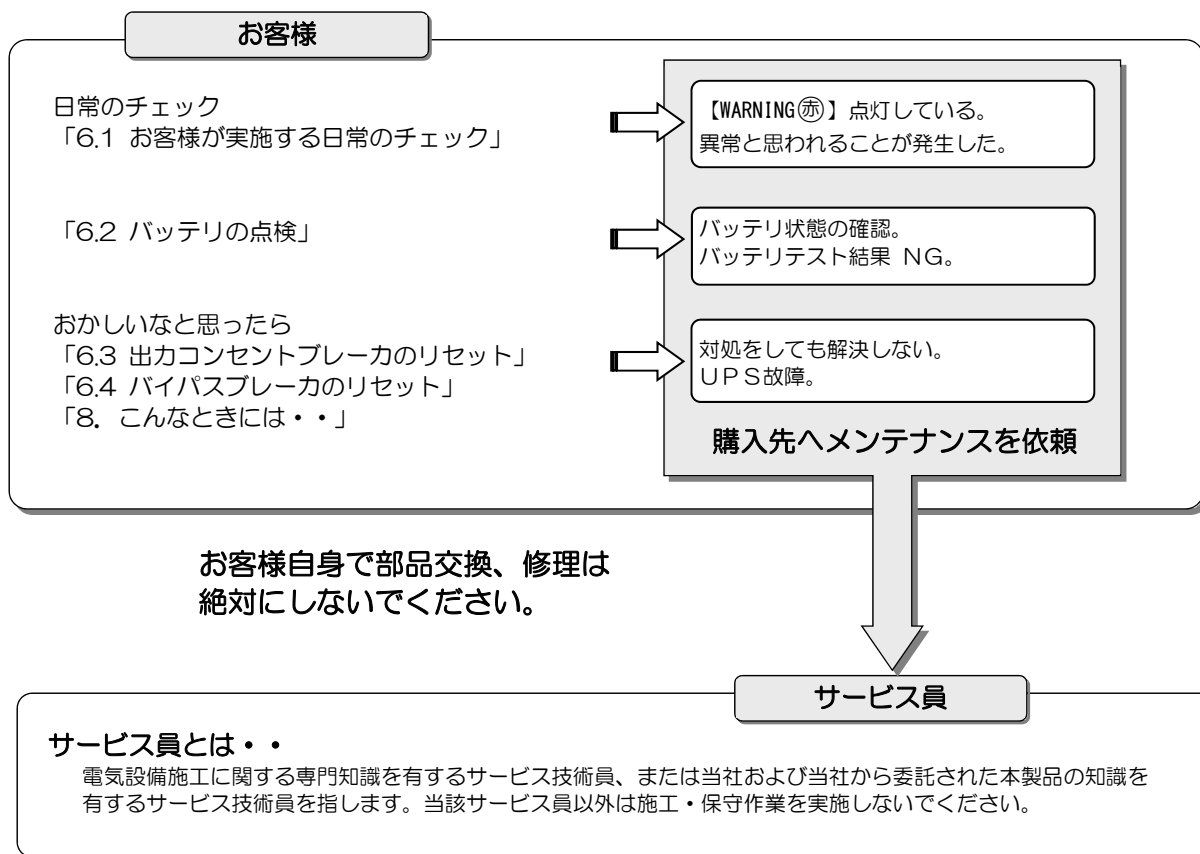 お客様
日常のチェック
「6.1 お客様が実施する日常のチェック」
【WARNING㊍】点灯している。
異常と思われることが発生した。
「6.2 バッテリの点検」
バッテリ状態の確認。
バッテリテスト結果 ＮＧ。
おかしいなと思ったら
「6.3 出力コンセントブレーカのリセット」
「6.4 バイパスブレーカのリセット」
「8．こんなときには・・」
対処をしても解決しない。
ＵＰＳ故障。
購入先へメンテナンスを依頼
お客様自身で部品交換、修理は
絶対にしないでください。
サービス員
サービス員とは・・
電気設備施工に関する専門知識を有するサービス技術員、または当社および当社から委託された本製品の知識を
有するサービス技術員を指します。当該サービス員以外は施工・保守作業を実施しないでください。